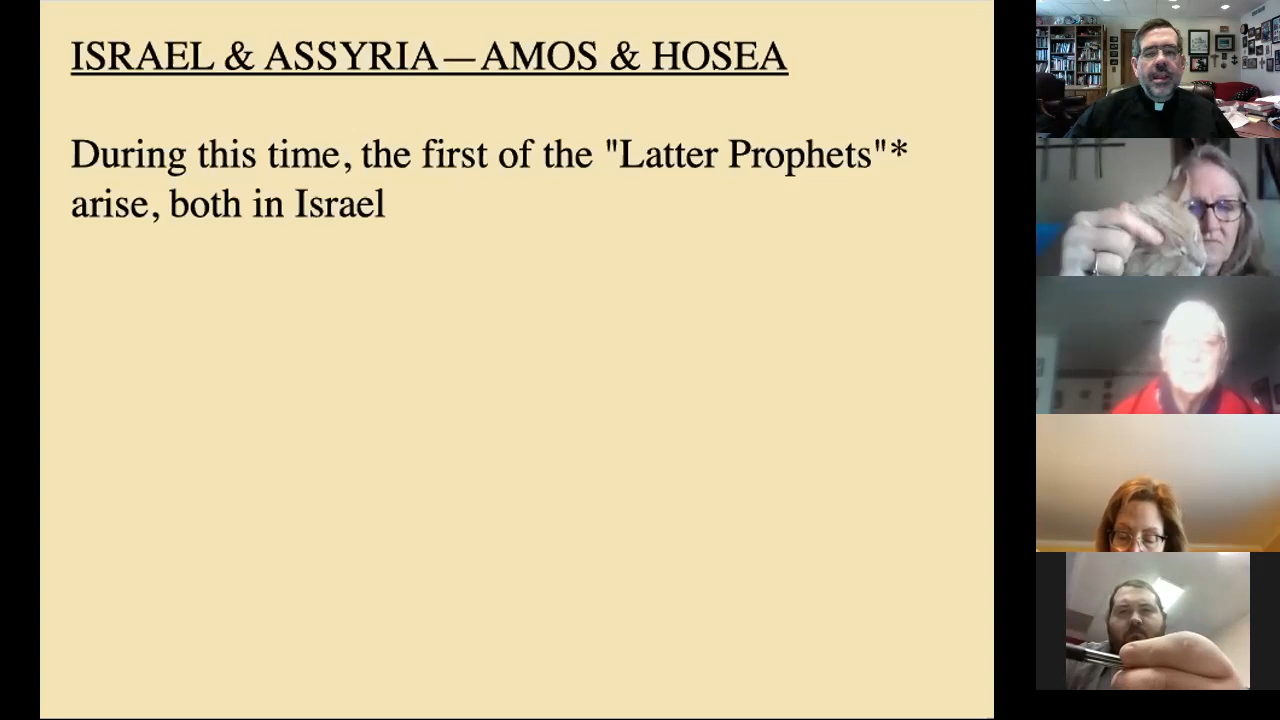 ISRAEL & ASSYRIA—AMOS & HOSEA
During this time, the first of the "Latter Prophets"*
arise, both in Israel